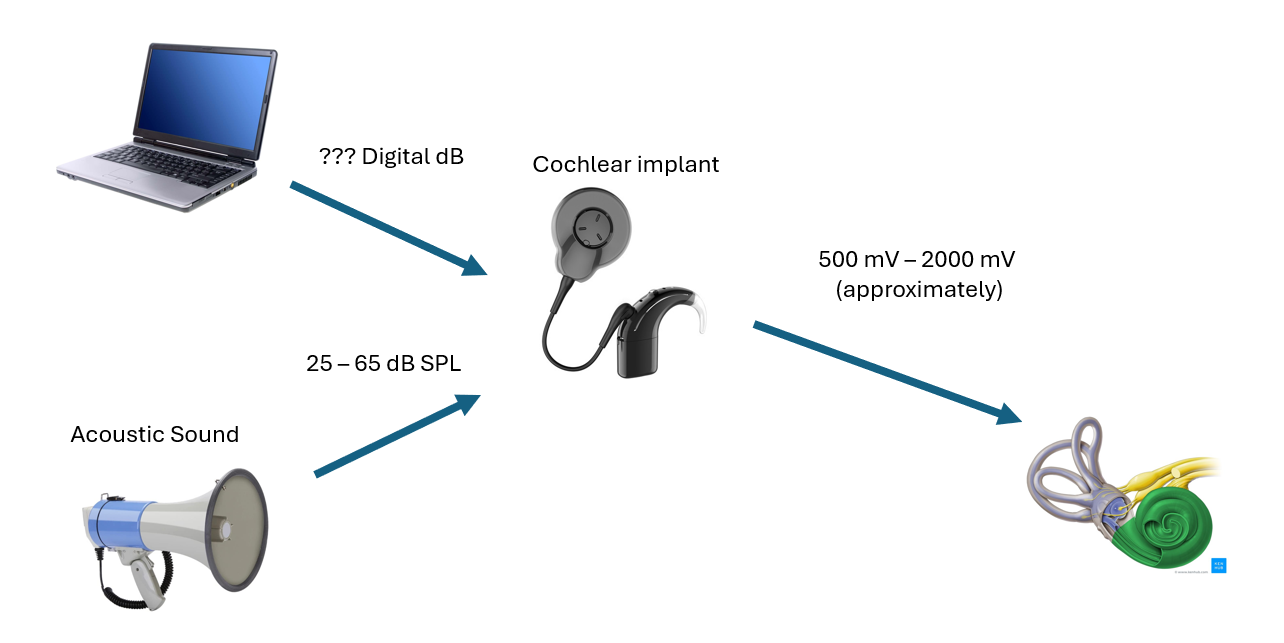 ??? Digital dB
Cochlear implant
500 mV – 2000 mV
(approximately)
25 – 65 dB SPL
Acoustic Sound